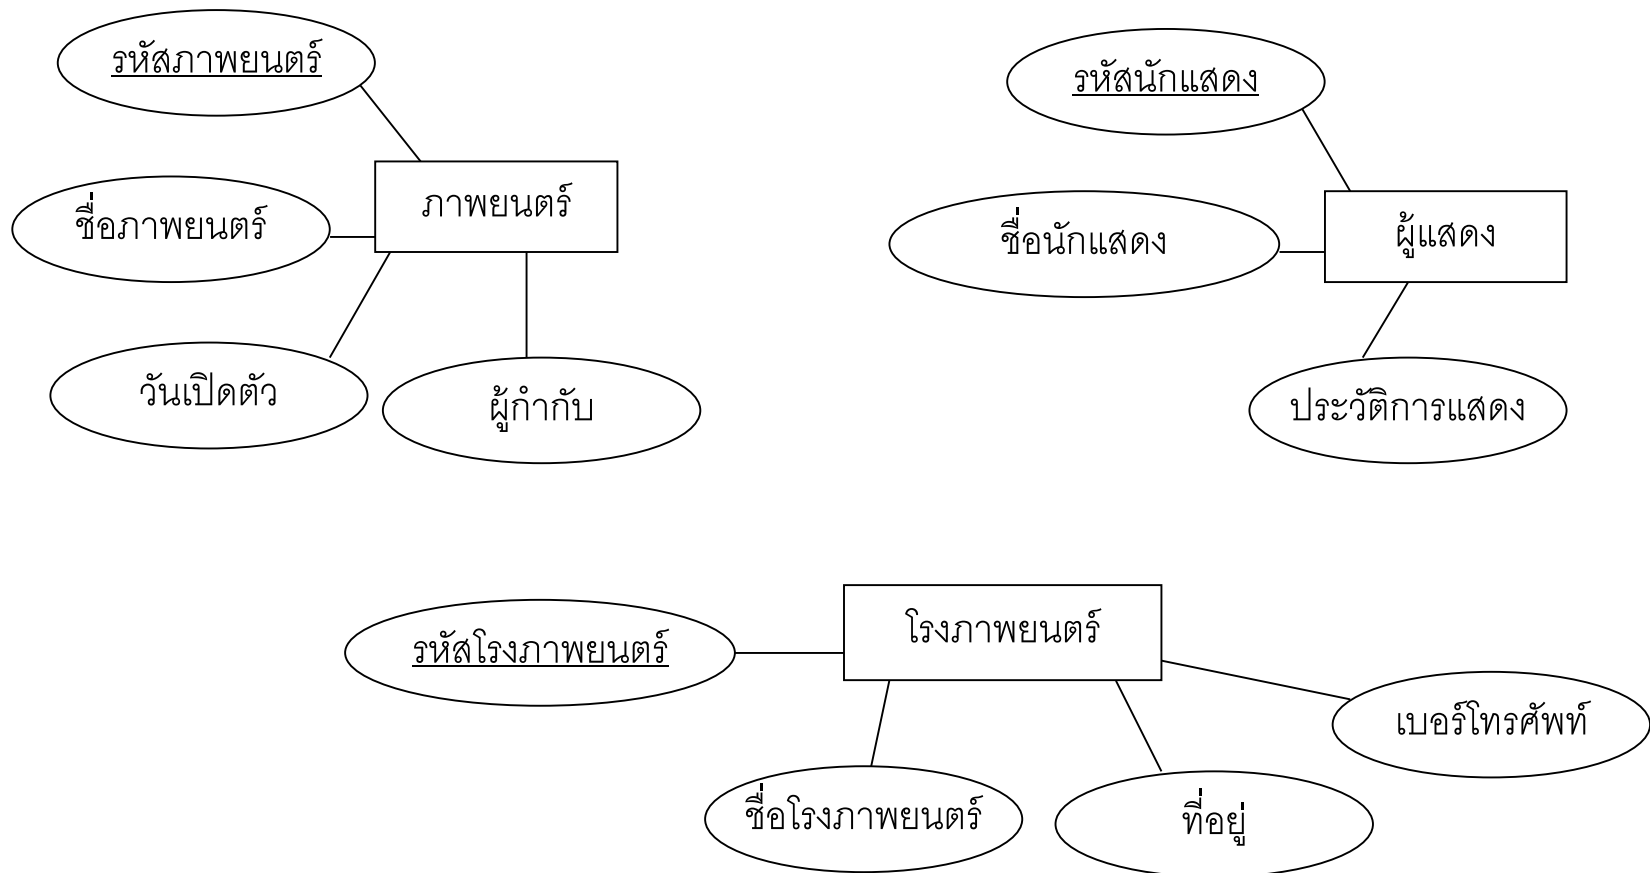 รหัสภาพยนตร์
รหัสนักแสดง
ภาพยนตร์
ชื่อภาพยนตร์
ผู้แสดง
ชื่อนักแสดง
วันเปิดตัว
ผู้กำกับ
ประวัติการแสดง
โรงภาพยนตร์
รหัสโรงภาพยนตร์
เบอร์โทรศัพท์
ชื่อโรงภาพยนตร์
ที่อยู่